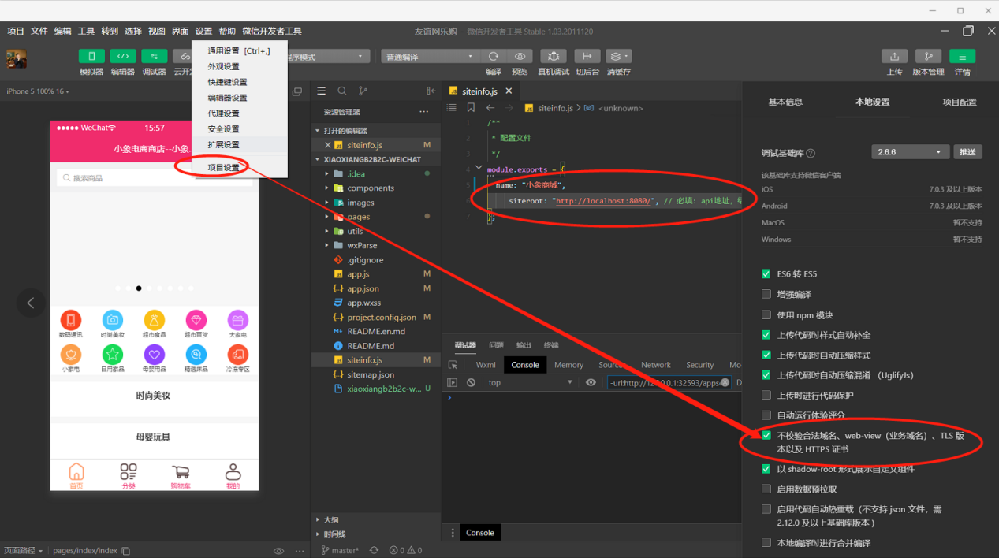 项目 文件 编辑 工具 转到 选择 视图 界面 设置 帮助 微信开发者工具
友谊网乐购 - 微信开发者工具 Stable 1.03.2011120
模拟器 编辑器 调试器 云开
程序模式
普通编译
编译 预览 真机调试 切后台 清缓存
上传 版本管理 详情
通用设置 [Ctrl+,]
外观设置
快捷键设置
编辑器设置
代理设置
安全设置
扩展设置
项目设置
iPhone 5 100% 16
WeChat
15:57
小象电商商店--小象.
搜索商品
数码通讯 时尚美妆 超市食品 超市百货 大家电
小家电 日用家品 母婴用品 精选床品 冷冻专区
时尚美妆
母婴玩具
首页 分类 购物车 我的
页面路径 pages/index/index
资源管理器
打开的编辑器
siteinfo.js M
XIAOXIANGB2B2C-WEICHAT
.idea
components
images
pages
utils
wxParse
.gitignore
app.js M
app.json M
app.wxss
project.config.json M
README.en.md
README.md
siteinfo.js M
sitemap.json
xiaoxiangb2b2c-w... U
大纲
时间线
master*
0 0
siteinfo.js
siteinfo.js > <unknown>
1 /**
2 * 配置文件
3 */
4 module.exports = {
5 name: "小象商城",
6 siteroot: "http://localhost:8080/", // 必填: api地址,
7 };
调试器 问题 输出 终端
Wxml Console Memory Sources Network Security Mo
top
-url:http://127.0.0.1:32593/apps
D
Console
基本信息 本地设置 项目配置
调试基础库 2.6.6 推送
该基础库支持微信客户端
iOS 7.0.3 及以上版本
Android 7.0.3 及以上版本
MacOS 暂不支持
Windows 暂不支持
ES6 转 ES5
增强编译
使用 npm 模块
上传代码时样式自动补全
上传代码时自动压缩样式
上传代码时自动压缩混淆 （UglifyJs）
上传时进行代码保护
自动运行体验评分
不校验合法域名、web-view（业务域名）、TLS 版
本以及 HTTPS 证书
以 shadow-root 形式展示自定义组件
启用数据预拉取
启用代码自动热重载（不支持 json 文件，需
2.12.0 及以上基础库版本）
本地编译时进行合并编译